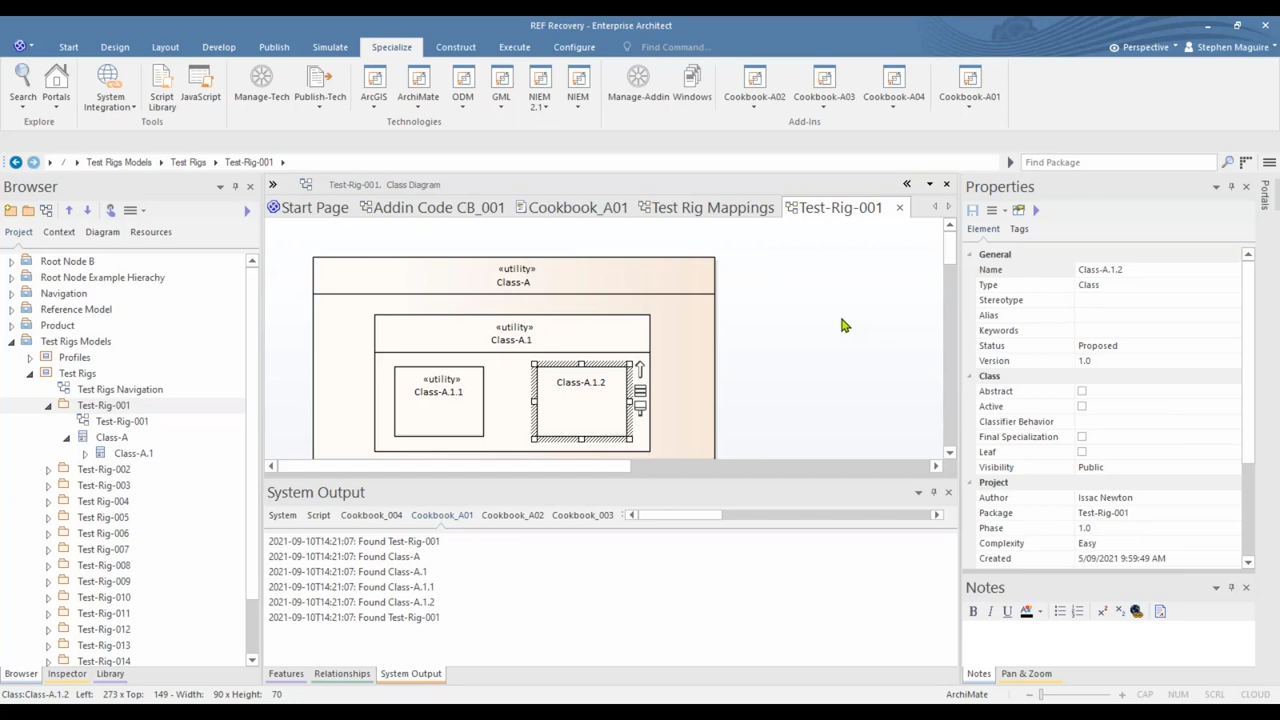 REF Recovery - Enterprise Architect
Start Design Layout Develop Publish Simulate Specialize Construct Execute Configure Find Command... Perspective Stephen Maguire
Search Portals System Integration Script Library JavaScript Manage-Tech Publish-Tech ArcGIS ArchiMate ODM GML NIEM 2.1 NIEM Manage-Addin Windows Cookbook-A02 Cookbook-A03 Cookbook-A04 Cookbook-A01
Explore Tools Technologies Add-Ins
/ Test Rigs Models Test Rigs Test-Rig-001 Find Package
Browser
Project Context Diagram Resources
Root Node B
Root Node Example Hierachy
Navigation
Reference Model
Product
Test Rigs Models
Profiles
Test Rigs
Test Rigs Navigation
Test-Rig-001
Test-Rig-001
Class-A
Class-A.1
Test-Rig-002
Test-Rig-003
Test-Rig-004
Test-Rig-005
Test-Rig-006
Test-Rig-007
Test-Rig-008
Test-Rig-009
Test-Rig-010
Test-Rig-011
Test-Rig-012
Test-Rig-013
Test-Rig-014
Browser Inspector Library
Test-Rig-001. Class Diagram
Start Page Addin Code CB_001 Cookbook_A01 Test Rig Mappings Test-Rig-001
«utility»
Class-A
«utility»
Class-A.1
«utility»
Class-A.1.1
Class-A.1.2
System Output
System Script Cookbook_004 Cookbook_A01 Cookbook_A02 Cookbook_003
2021-09-10T14:21:07: Found Test-Rig-001
2021-09-10T14:21:07: Found Class-A
2021-09-10T14:21:07: Found Class-A.1
2021-09-10T14:21:07: Found Class-A.1.1
2021-09-10T14:21:07: Found Class-A.1.2
2021-09-10T14:21:07: Found Test-Rig-001
Features Relationships System Output
Properties
Element Tags
General
Name Class-A.1.2
Type Class
Stereotype
Alias
Keywords
Status Proposed
Version 1.0
Class
Abstract
Active
Classifier Behavior
Final Specialization
Leaf
Visibility Public
Project
Author Issac Newton
Package Test-Rig-001
Phase 1.0
Complexity Easy
Created 5/09/2021 9:59:49 AM
Notes
B I U A
Notes Pan & Zoom
Portals
Class:Class-A.1.2 Left: 273 x Top: 149 - Width: 90 x Height: 70 ArchiMate CAP NUM SCRL CLOUD